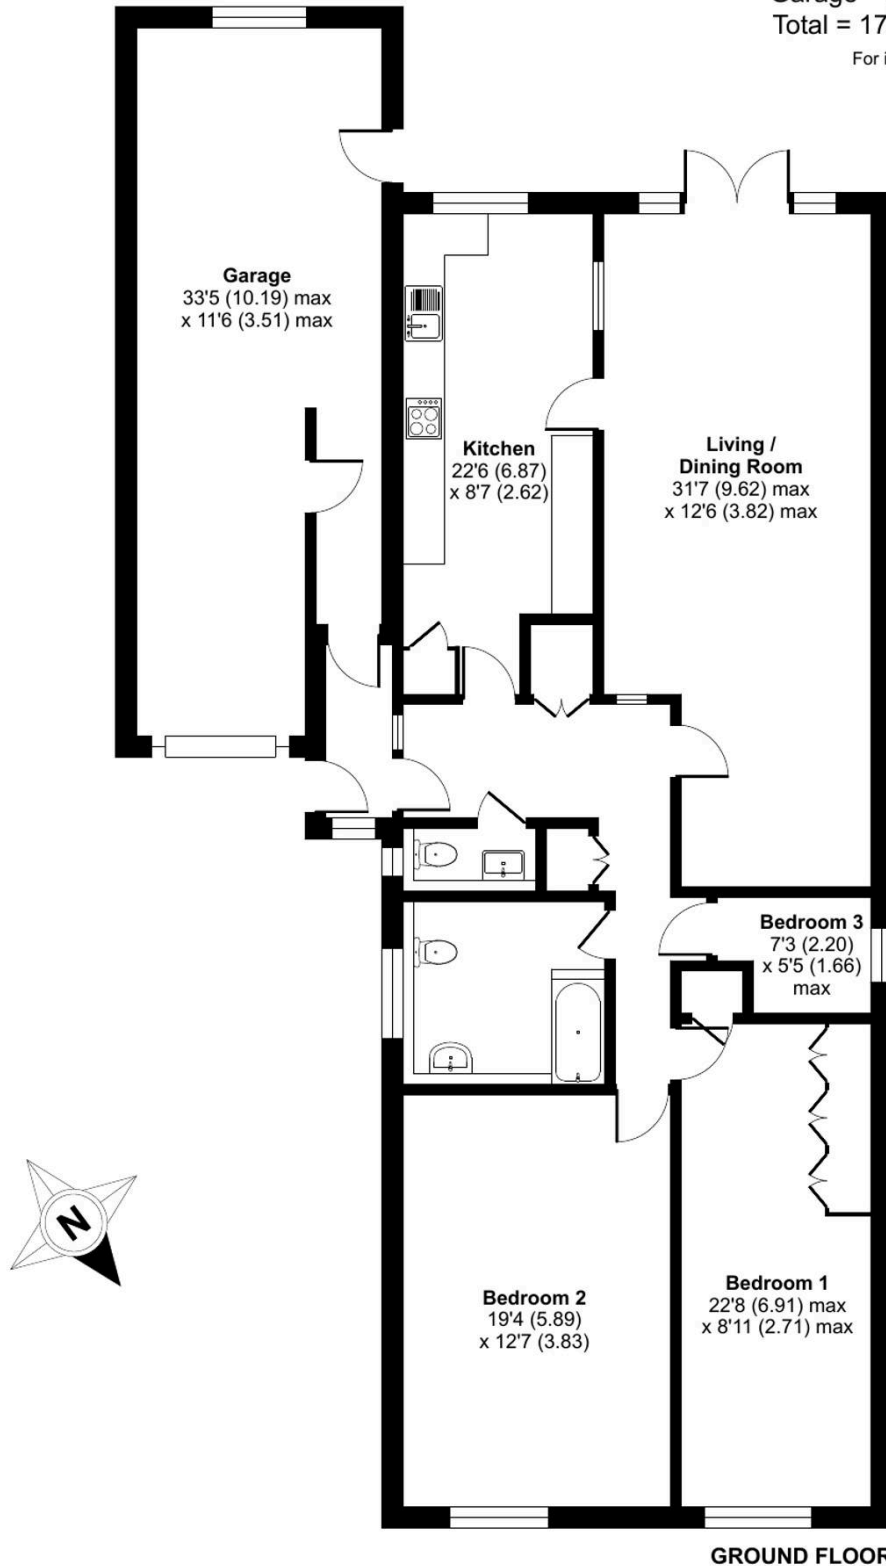 Total = 17
For i
Garage
33'5 (10.19) max
x 11'6 (3.51) max
Kitchen
22'6 (6.87)
x 8'7 (2.62)
Living /
Dining Room
31'7 (9.62) max
x 12'6 (3.82) max
Bedroom 3
7'3 (2.20)
x 5'5 (1.66)
max
N
Bedroom 2
19'4 (5.89)
x 12'7 (3.83)
Bedroom 1
22'8 (6.91) max
x 8'11 (2.71) max
GROUND FLOOR